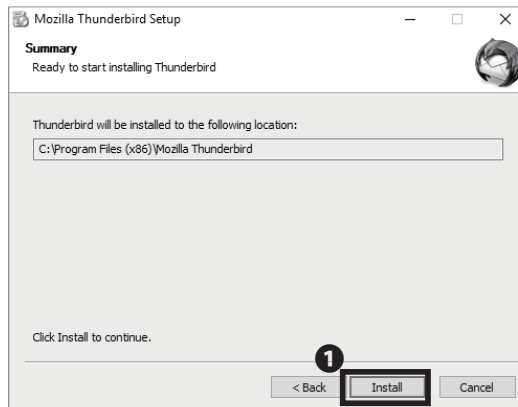 Mozilla Thunderbird Setup
Summary
Ready to start installing Thunderbird
Thunderbird will be installed to the following location:
C:\Program Files (x86)\Mozilla Thunderbird
Click Install to continue.
1
< Back Install Cancel